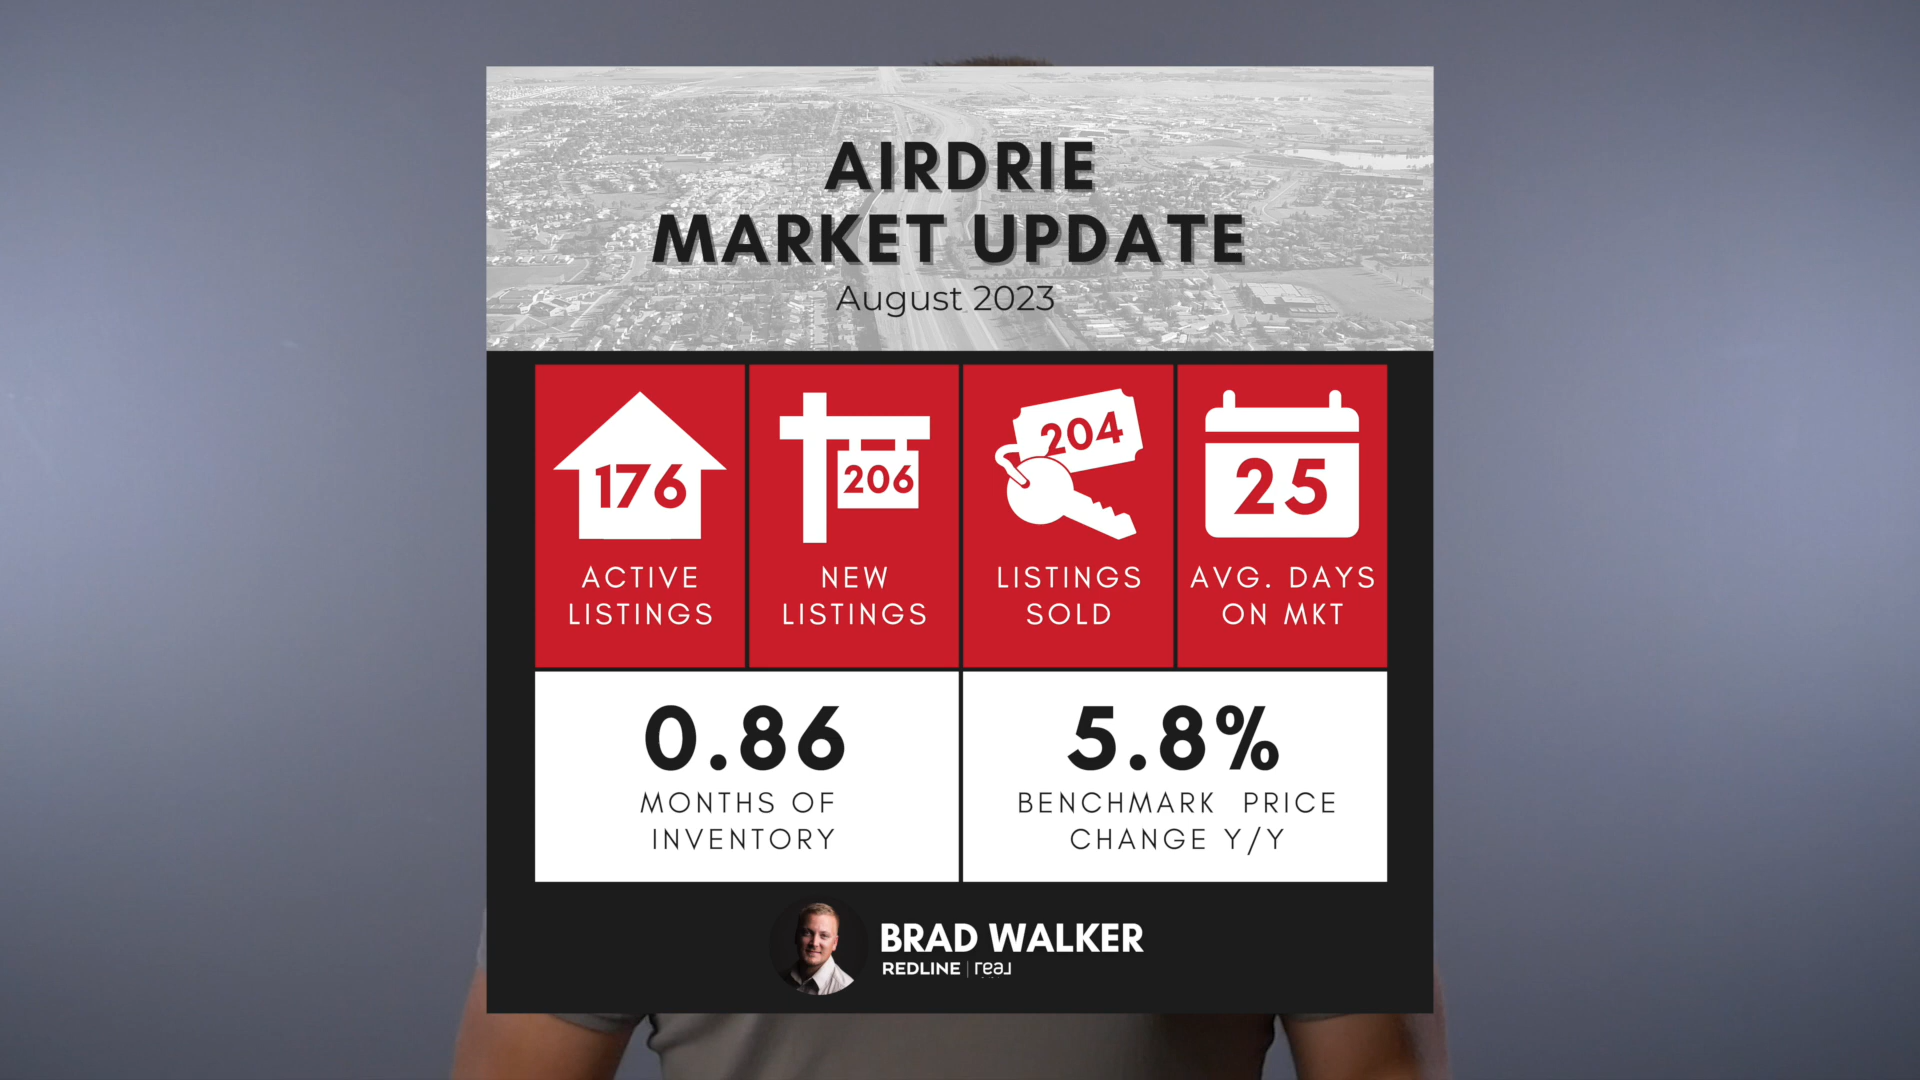 AIRDRIE
MARKET UPDATE
August 2023
176
ACTIVE
LISTINGS
206
NEW
LISTINGS
204
LISTINGS
SOLD
25
AVG. DAYS
ON MKT
0.86
MONTHS OF
INVENTORY
5.8%
BENCHMARK PRICE
CHANGE Y/Y
BRAD WALKER
REDLINE | real